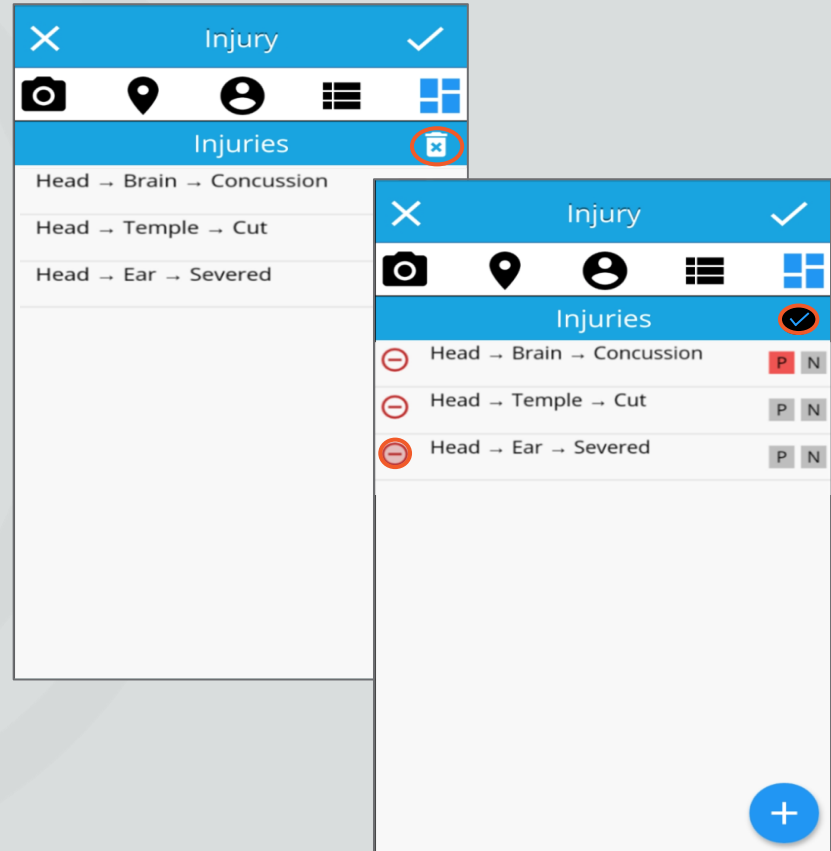 Injury
Injuries
Head → Brain → Concussion
Head → Temple → Cut
Head → Ear → Severed
Injury
Injuries
Head → Brain → Concussion P N
Head → Temple → Cut P N
Head → Ear → Severed P N